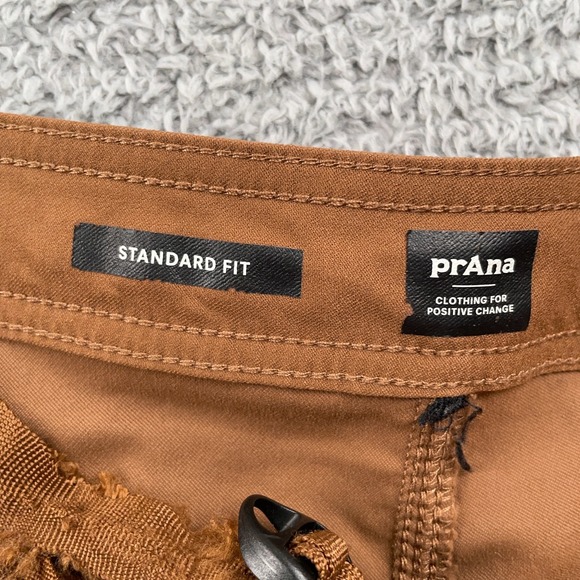 STANDARD FIT
prAna
CLOTHING FOR
POSITIVE CHANGE